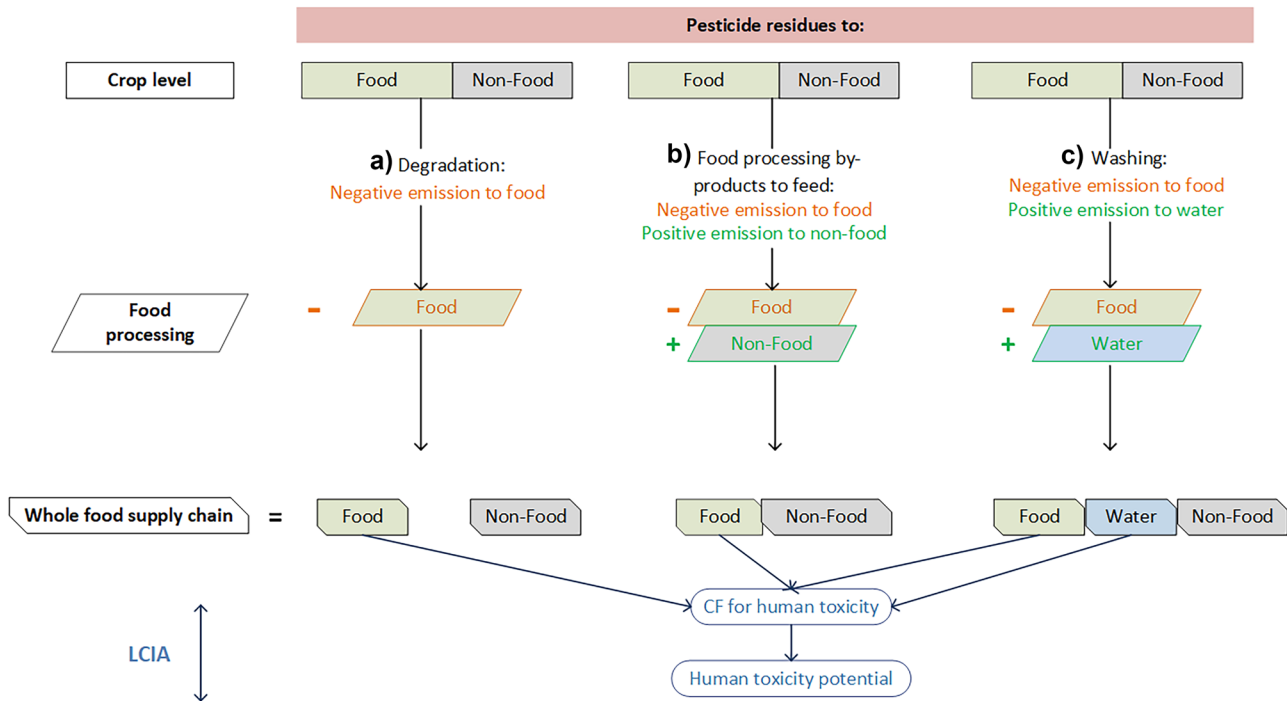 Pesticide residues to:
Crop level
Food Non-Food
Food Non-Food
Food Non-Food
a) Degradation:
Negative emission to food
b) Food processing by-
products to feed:
Negative emission to food
Positive emission to non-food
c) Washing:
Negative emission to food
Positive emission to water
Food
processing
- Food
- Food
+ Non-Food
- Food
+ Water
Whole food supply chain =
Food Non-Food
Food Non-Food
Food Water Non-Food
CF for human toxicity
LCIA
Human toxicity potential